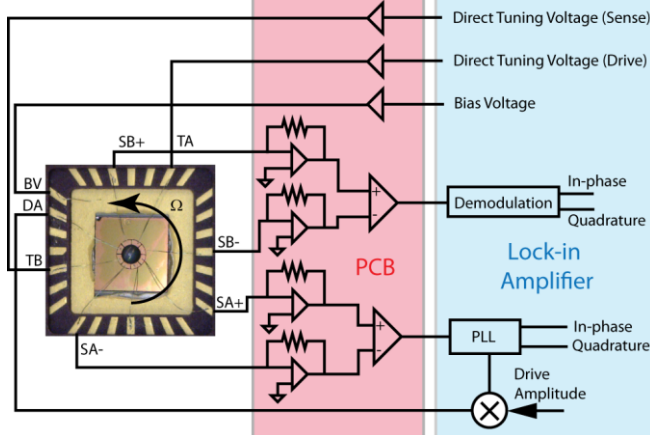 Direct Tuning Voltage (Sense)
Direct Tuning Voltage (Drive)
Bias Voltage
SB+
TA
BV
DA
Ω
TB
SB-
SA+
SA-
+
-
Demodulation
In-phase
Quadrature
PCB
Lock-in
Amplifier
+
-
PLL
In-phase
Quadrature
Drive
Amplitude